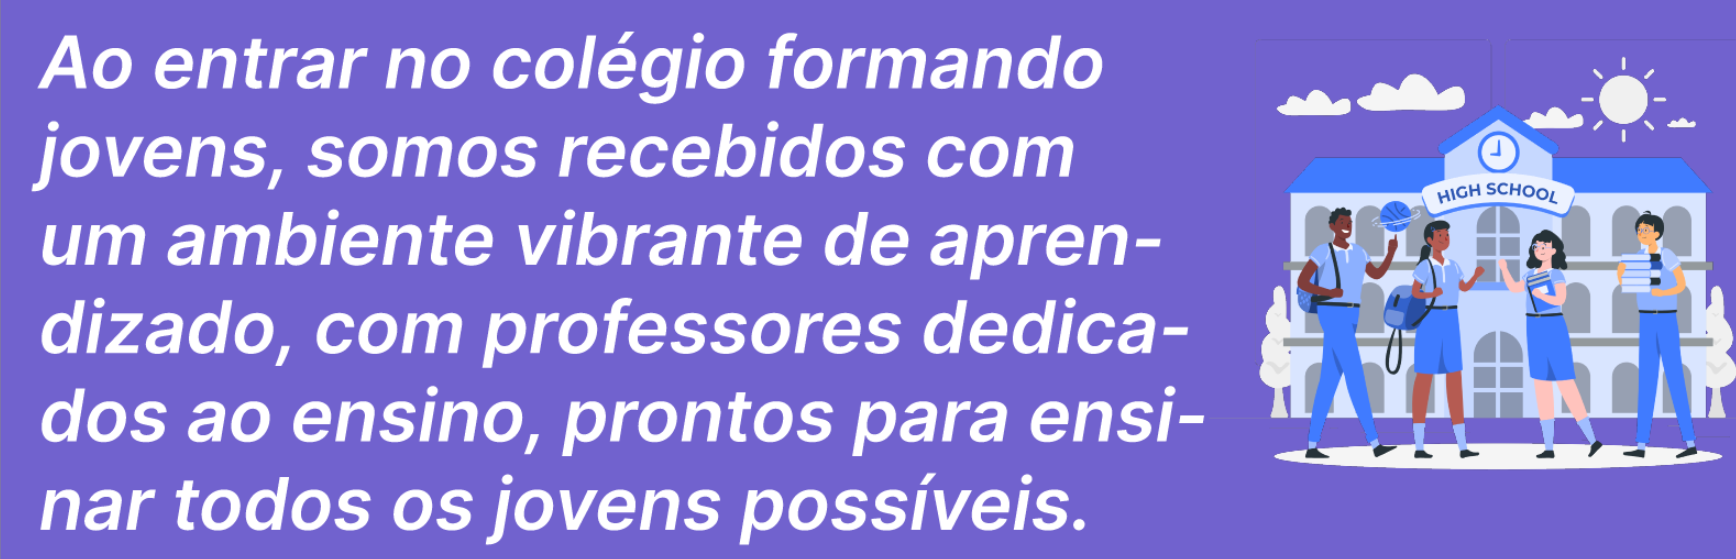 Ao entrar no colégio formando
jovens, somos recebidos com
um ambiente vibrante de apren-
dizado, com professores dedica-
dos ao ensino, prontos para ensi-
nar todos os jovens possíveis.
HIGH SCHOOL